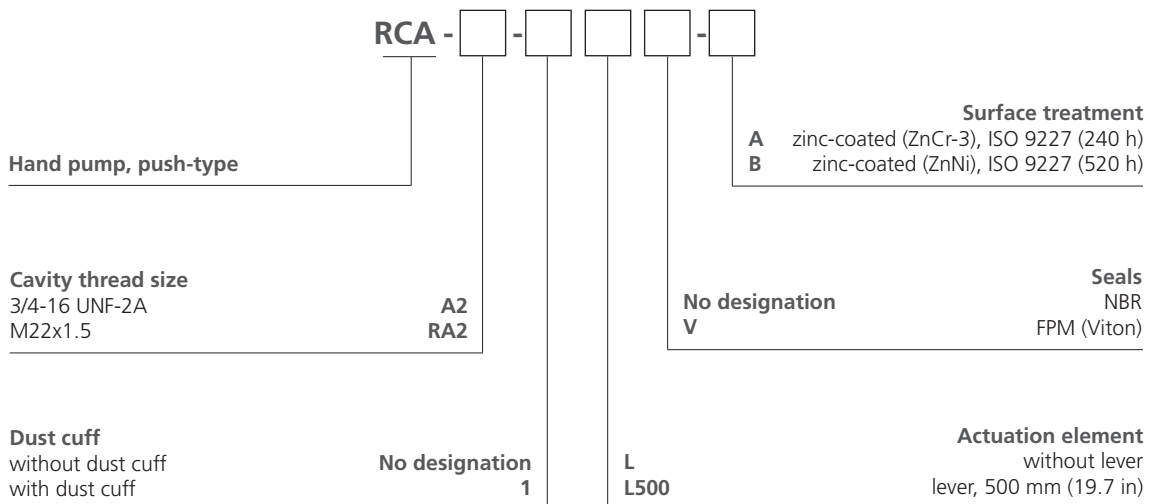 RCA - - -
Surface treatment
A zinc-coated (ZnCr-3), ISO 9227 (240 h)
B zinc-coated (ZnNi), ISO 9227 (520 h)
Hand pump, push-type
Cavity thread size
3/4-16 UNF-2A A2
M22x1.5 RA2
Seals
No designation NBR
V FPM (Viton)
Dust cuff
without dust cuff No designation
with dust cuff 1
Actuation element
L without lever
L500 lever, 500 mm (19.7 in)